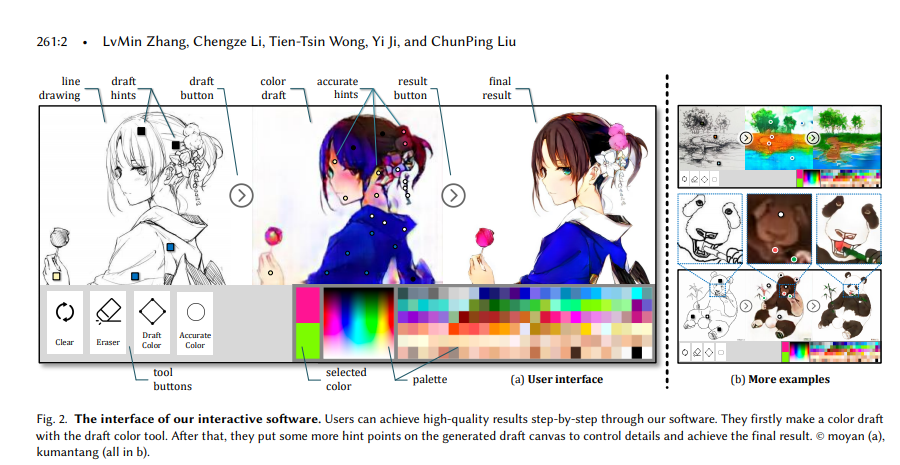 261:2 • LvMin Zhang, Chengze Li, Tien-Tsin Wong, Yi Ji, and ChunPing Liu
line drawing
draft hints
draft button
color draft
accurate hints
result button
final result
Clear
Eraser
Draft Color
Accurate Color
tool buttons
selected color
palette
(a) User interface
(b) More examples
Fig. 2. The interface of our interactive software. Users can achieve high-quality results step-by-step through our software. They firstly make a color draft
with the draft color tool. After that, they put some more hint points on the generated draft canvas to control details and achieve the final result. © moyan (a),
kumantang (all in b).